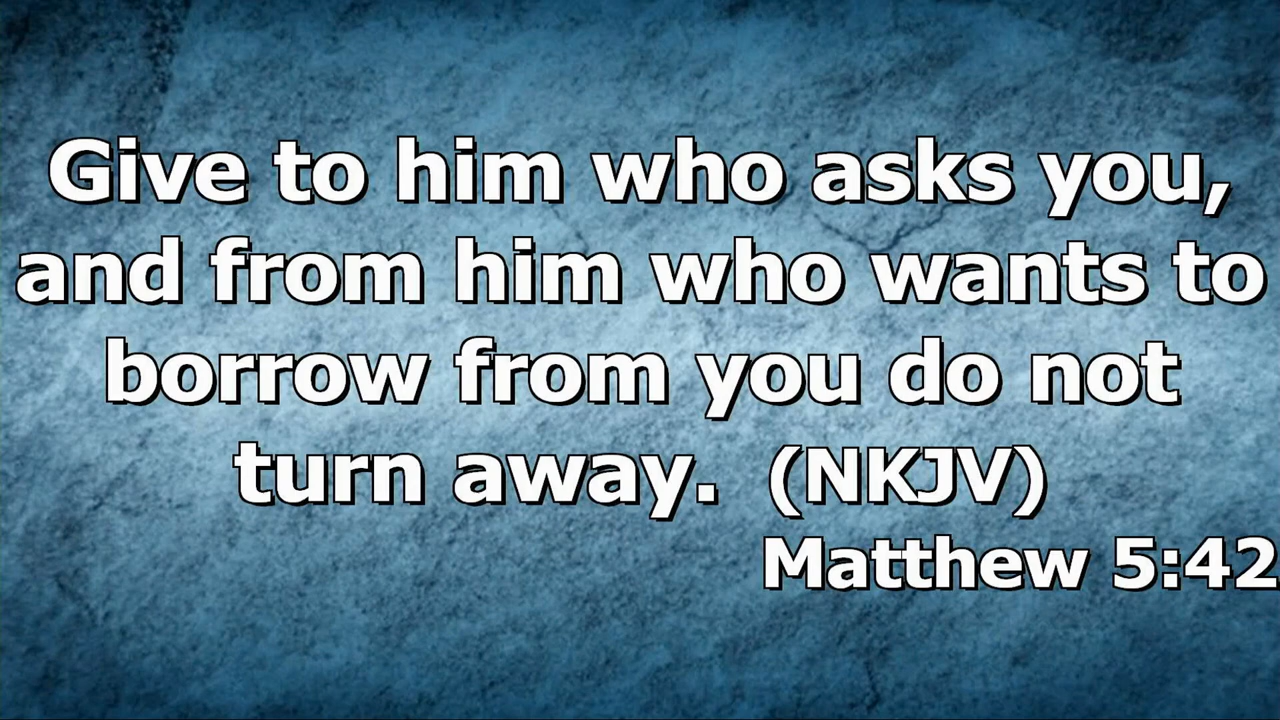 Give to him who asks you,
and from him who wants to
borrow from you do not
turn away. (NKJV)
Matthew 5:42